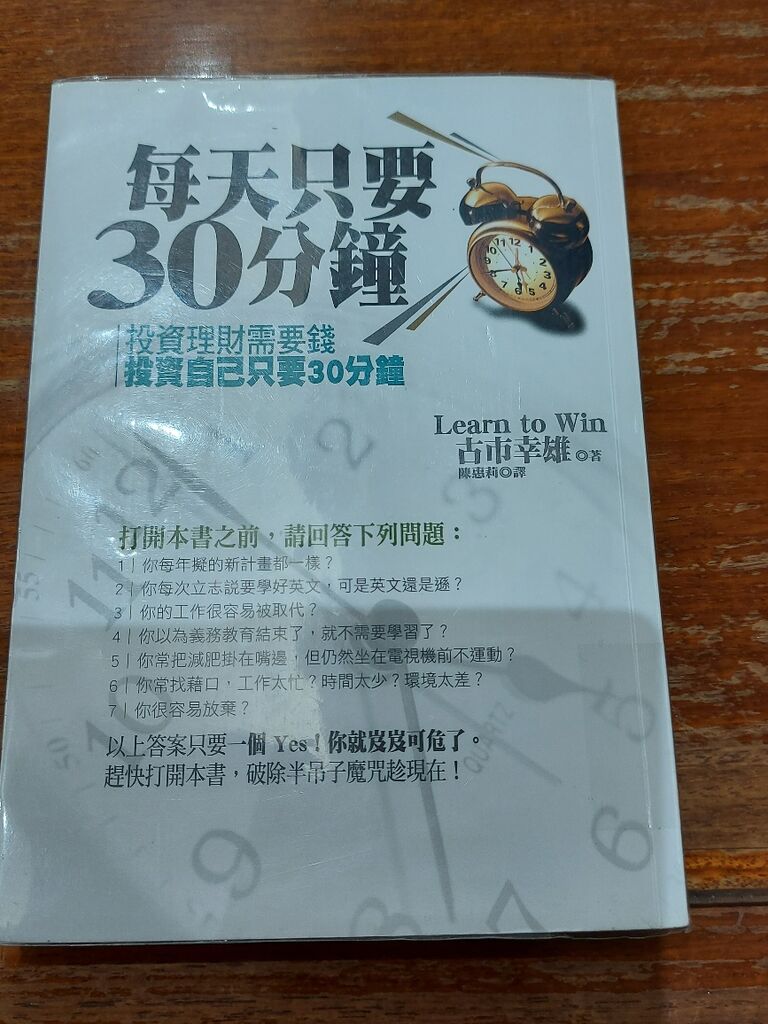 每天只要
30分鐘
投資理財需要錢
投資自己只要30分鐘
Learn to Win
古市幸雄◎著
陳惠莉◎譯
打開本書之前，請回答下列問題：
1｜你每年擬的新計畫都一樣？
2｜你每次立志說要學好英文，可是英文還是遜？
3｜你的工作很容易被取代？
4｜你以為義務教育結束了，就不需要學習了？
5｜你常把減肥掛在嘴邊，但仍然坐在電視機前不運動？
6｜你常找藉口，工作太忙？時間太少？環境太差？
7｜你很容易放棄？
以上答案只要一個 Yes！你就岌岌可危了。
趕快打開本書，破除半吊子魔咒趁現在！
QUARTZ